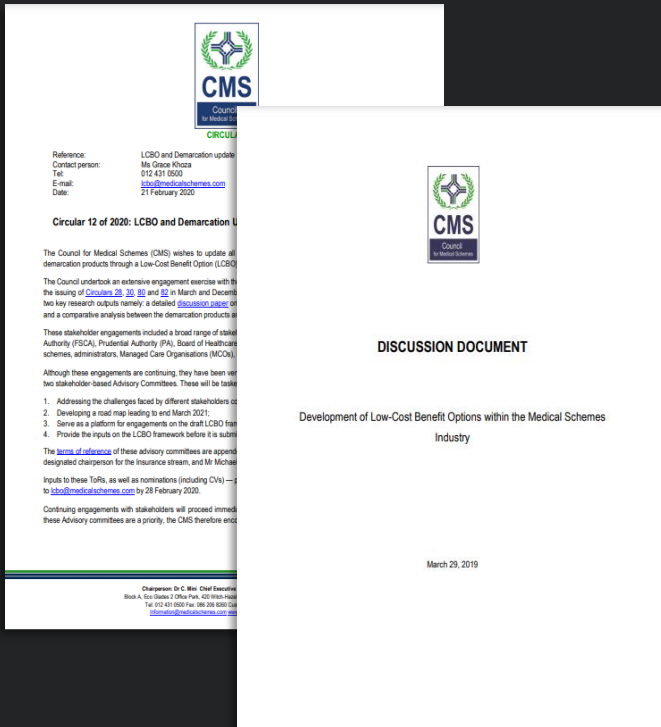 CMS
Council
for Medical Sc
CIRCULA
Reference: LCBO and Demarcation update
Contact person: Ms Grace Khoza
Tel: 012 431 0500
E-mail: lcbo@medicalschemes.com
Date: 21 February 2020
Circular 12 of 2020: LCBO and Demarcation U
The Council for Medical Schemes (CMS) wishes to update all
demarcation products through a Low-Cost Benefit Option (LCBO)
The Council undertook an extensive engagement exercise with th
the issuing of Circulars 28, 30, 80 and 82 in March and Decemb
two key research outputs namely: a detailed discussion paper on
and a comparative analysis between the demarcation products a
These stakeholder engagements included a broad range of stakel
Authority (FSCA), Prudential Authority (PA), Board of Healthcare
schemes, administrators, Managed Care Organisations (MCOs),
Although these engagements are continuing, they have been ver
two stakeholder-based Advisory Committees. These will be taske
1. Addressing the challenges faced by different stakeholders co
2. Developing a road map leading to end March 2021;
3. Serve as a platform for engagements on the draft LCBO fram
4. Provide the inputs on the LCBO framework before it is submi
The terms of reference of these advisory committees are append
designated chairperson for the Insurance stream, and Mr Michael
Inputs to these ToRs, as well as nominations (including CVs) — p
to lcbo@medicalschemes.com by 28 February 2020.
Continuing engagements with stakeholders will proceed immedia
these Advisory committees are a priority, the CMS therefore enco
Chairperson: Dr C. Mini Chief Executive
Block A, Eco Glades 2 Office Park, 420 Witch-Hazel
Tel: 012 431 0500 Fax: 086 206 8260 Cus
information@medicalschemes.com www
CMS
Council
for Medical Schemes
DISCUSSION DOCUMENT
Development of Low-Cost Benefit Options within the Medical Schemes
Industry
March 29, 2019